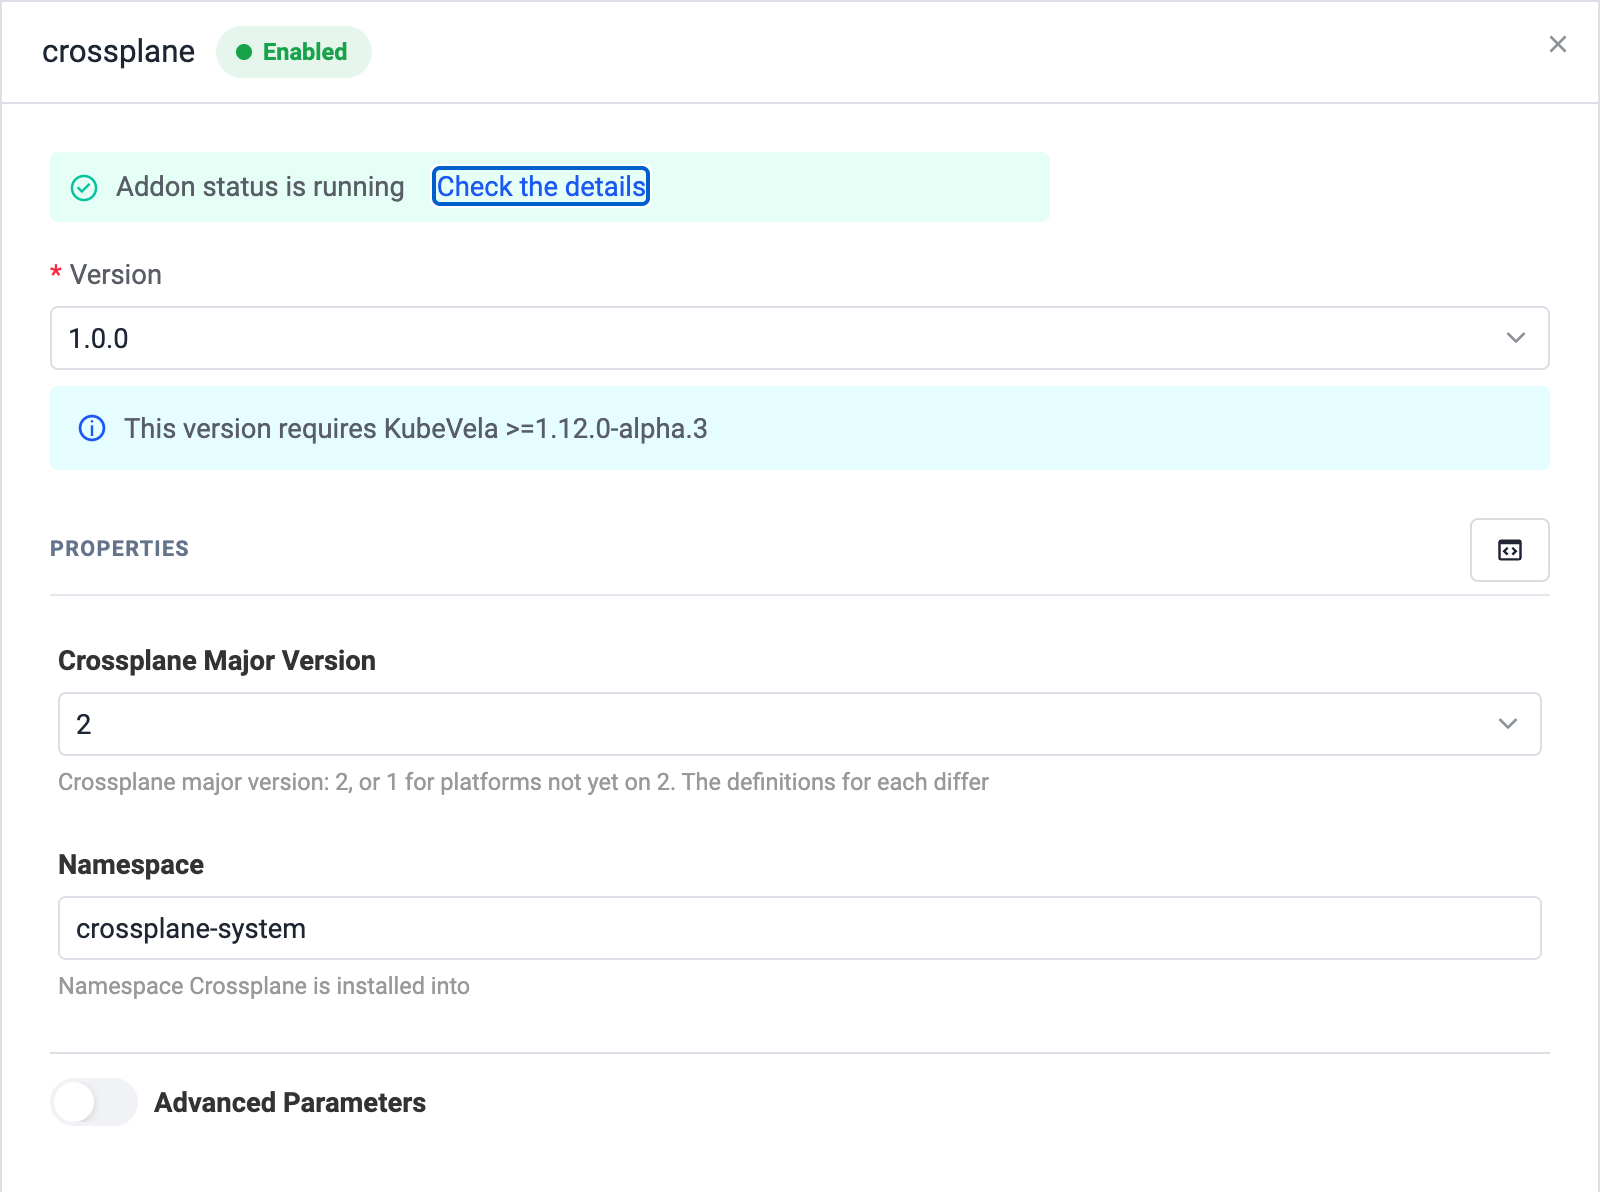 crossplane
Enabled
Addon status is running Check the details
* Version
1.0.0
This version requires KubeVela >=1.12.0-alpha.3
PROPERTIES
Crossplane Major Version
2
Crossplane major version: 2, or 1 for platforms not yet on 2. The definitions for each differ
Namespace
crossplane-system
Namespace Crossplane is installed into
Advanced Parameters